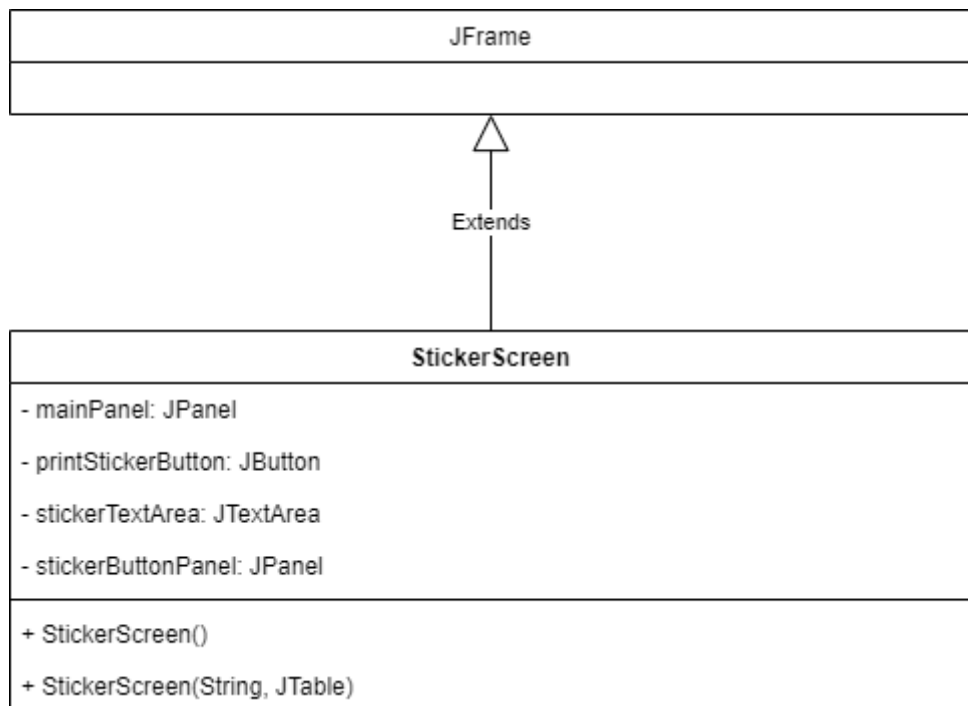 JFrame
Extends
StickerScreen
- mainPanel: JPanel
- printStickerButton: JButton
- stickerTextArea: JTextArea
- stickerButtonPanel: JPanel
+ StickerScreen()
+ StickerScreen(String, JTable)